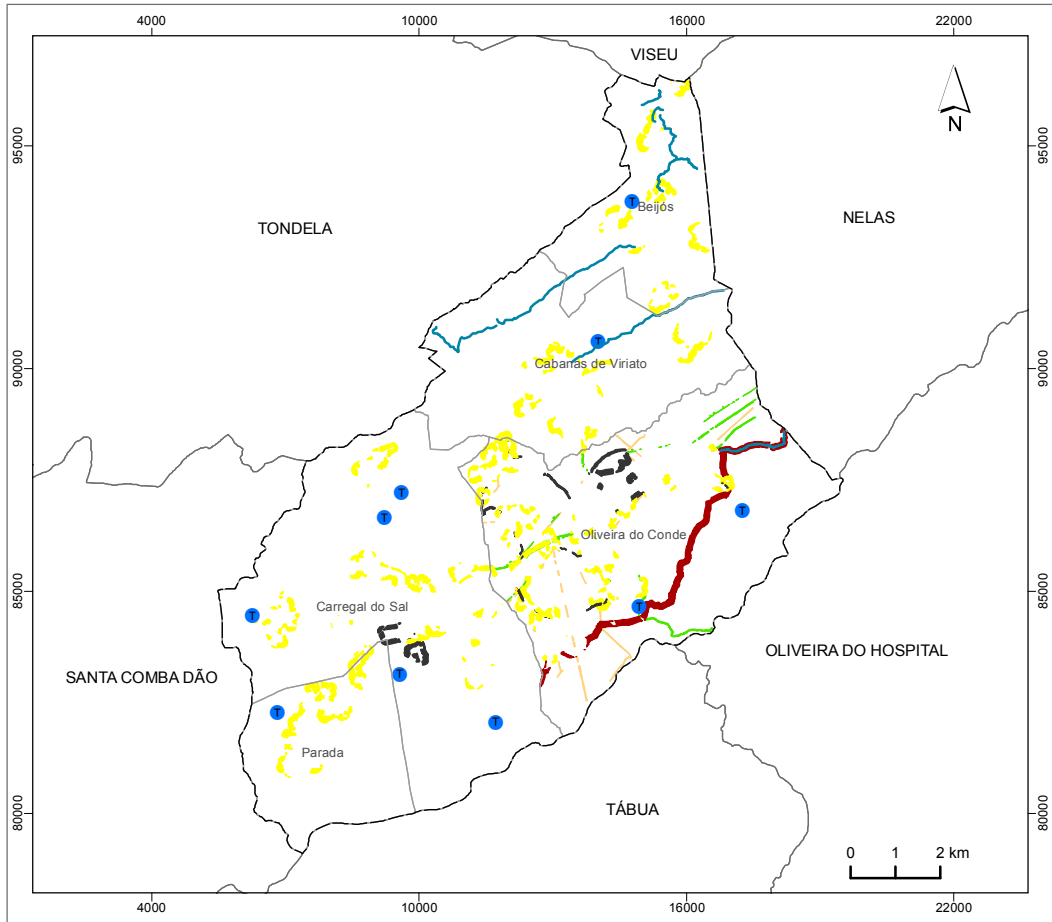 4000 10000 16000 22000
VISEU
N
95000 95000
TONDELA
T
Beijós
NELAS
T
Cabanas de Viriato
90000 90000
T
T
T
Oliveira do Conde
85000 85000
T
Carregal do Sal
T
OLIVEIRA DO HOSPITAL
SANTA COMBA DÃO
T
T
T
Parada
80000 80000
TÁBUA
0 1 2 km
4000 10000 16000 22000